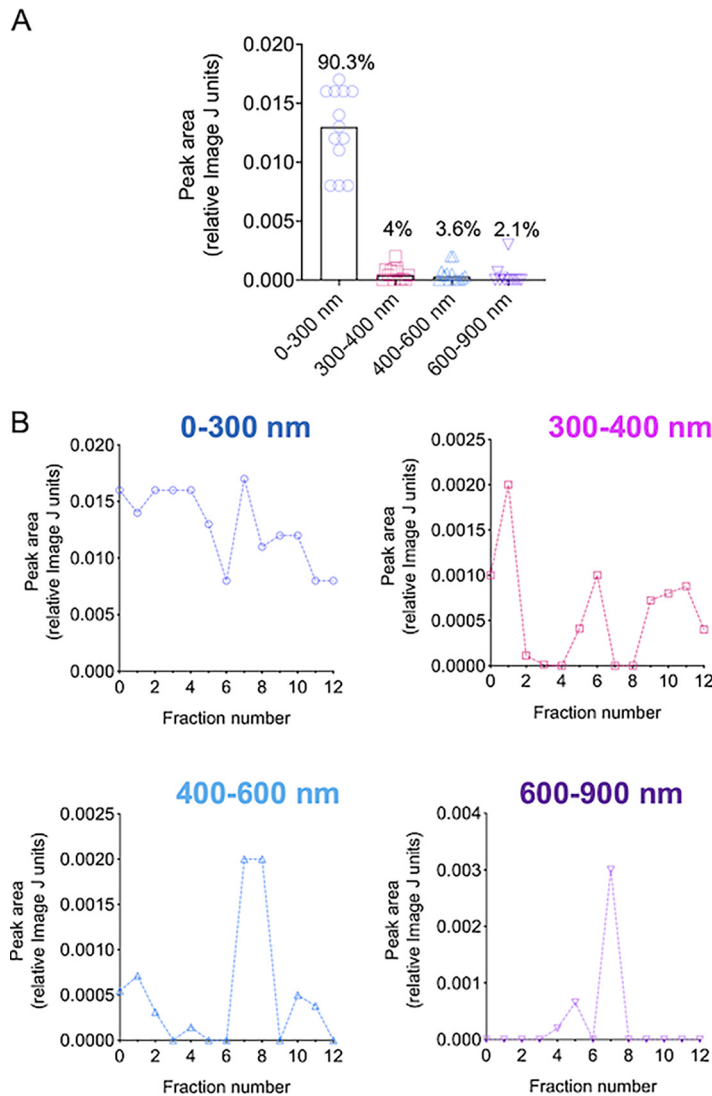 A
Peak area
(relative Image J units)
0.020
0.015
0.010
0.005
0.000
90.3%
4%
3.6%
2.1%
0-300 nm
300-400 nm
400-600 nm
600-900 nm
B
0-300 nm
Peak area
(relative Image J units)
0.020
0.015
0.010
0.005
0.000
0 2 4 6 8 10 12
Fraction number
300-400 nm
Peak area
(relative Image J units)
0.0025
0.0020
0.0015
0.0010
0.0005
0.0000
0 2 4 6 8 10 12
Fraction number
400-600 nm
Peak area
(relative Image J units)
0.0025
0.0020
0.0015
0.0010
0.0005
0.0000
0 2 4 6 8 10 12
Fraction number
600-900 nm
Peak area
(relative Image J units)
0.004
0.003
0.002
0.001
0.000
0 2 4 6 8 10 12
Fraction number